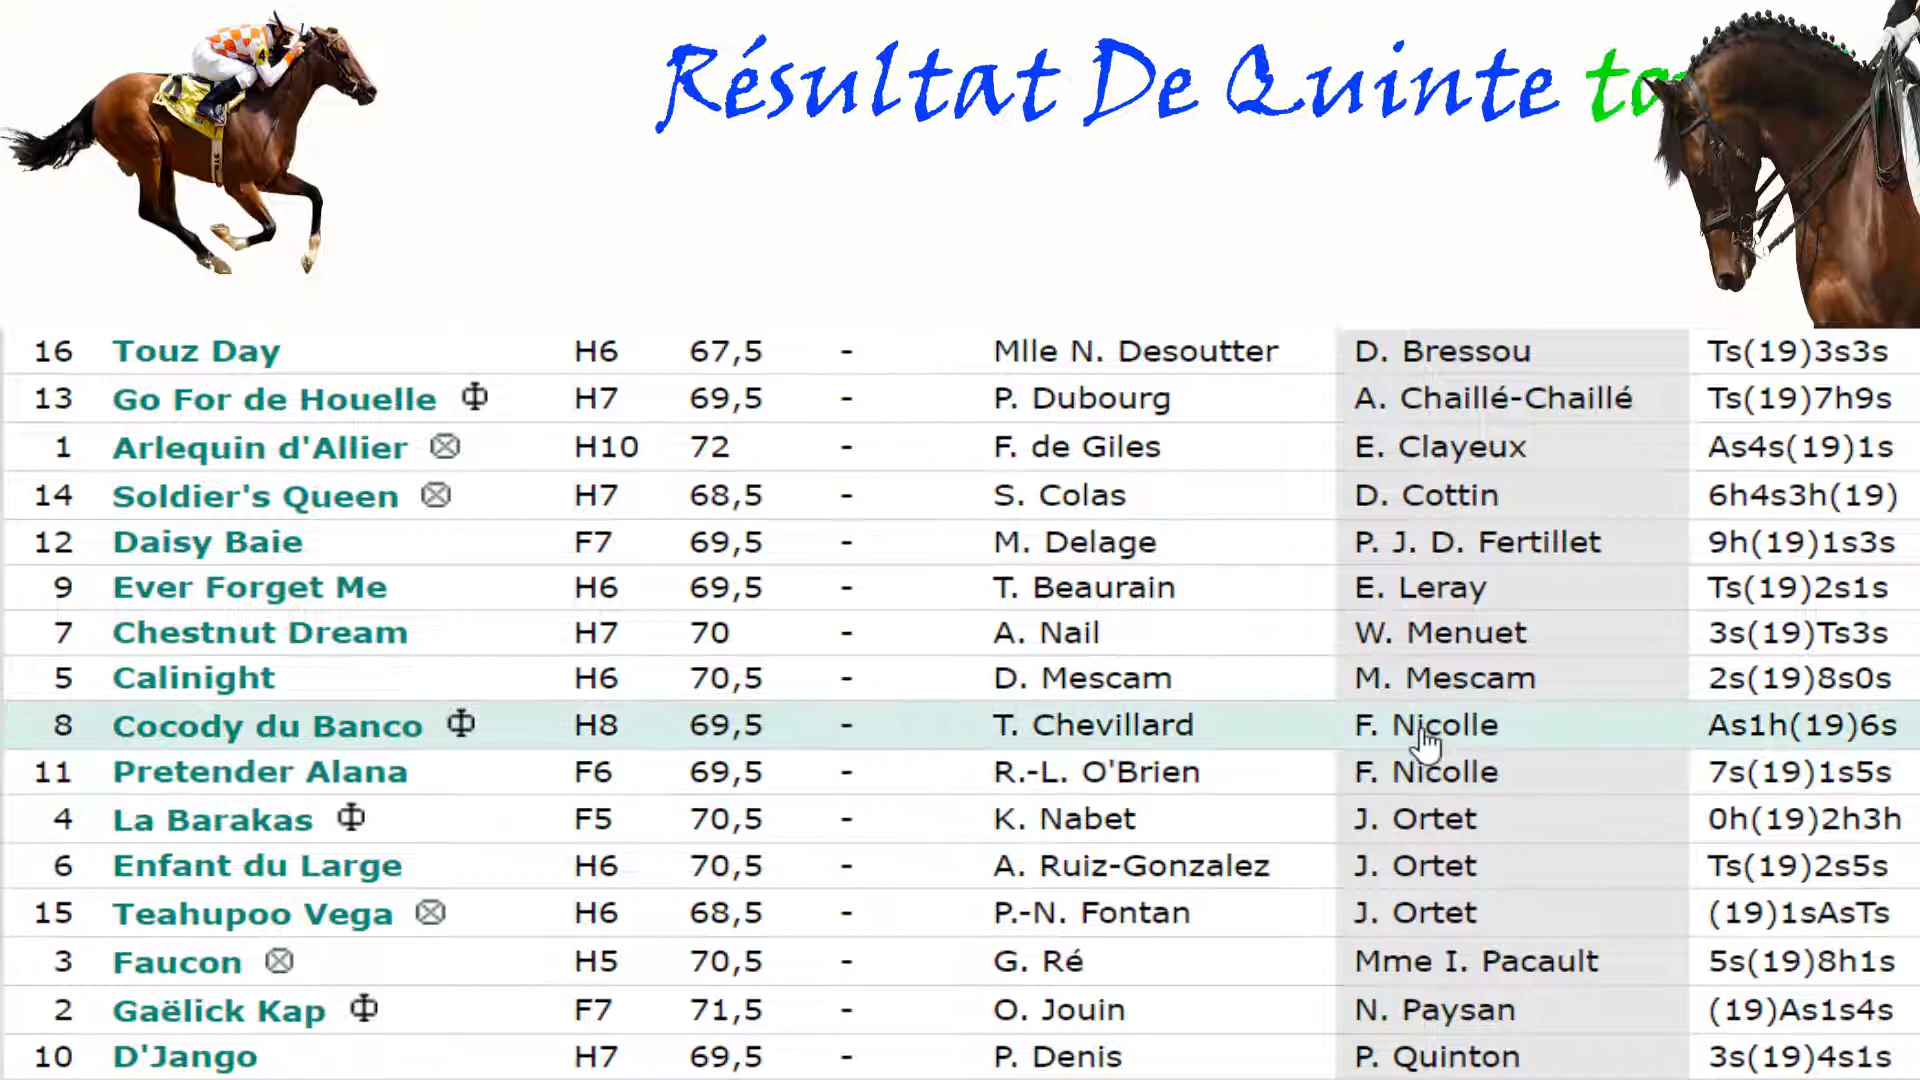 Résultat De Quinte
16 Touz Day H6 67,5 - Mlle N. Desoutter D. Bressou Ts(19)3s3s
13 Go For de Houelle H7 69,5 - P. Dubourg A. Chaillé-Chaillé Ts(19)7h9s
1 Arlequin d'Allier H10 72 - F. de Giles E. Clayeux As4s(19)1s
14 Soldier's Queen H7 68,5 - S. Colas D. Cottin 6h4s3h(19)
12 Daisy Baie F7 69,5 - M. Delage P. J. D. Fertillet 9h(19)1s3s
9 Ever Forget Me H6 69,5 - T. Beaurain E. Leray Ts(19)2s1s
7 Chestnut Dream H7 70 - A. Nail W. Menuet 3s(19)Ts3s
5 Calinight H6 70,5 - D. Mescam M. Mescam 2s(19)8s0s
8 Cocody du Banco H8 69,5 - T. Chevillard F. Nicolle As1h(19)6s
11 Pretender Alana F6 69,5 - R.-L. O'Brien F. Nicolle 7s(19)1s5s
4 La Barakas F5 70,5 - K. Nabet J. Ortet 0h(19)2h3h
6 Enfant du Large H6 70,5 - A. Ruiz-Gonzalez J. Ortet Ts(19)2s5s
15 Teahupoo Vega H6 68,5 - P.-N. Fontan J. Ortet (19)1sAsTs
3 Faucon H5 70,5 - G. Ré Mme I. Pacault 5s(19)8h1s
2 Gaëlick Kap F7 71,5 - O. Jouin N. Paysan (19)As1s4s
10 D'Jango H7 69,5 - P. Denis P. Quinton 3s(19)4s1s